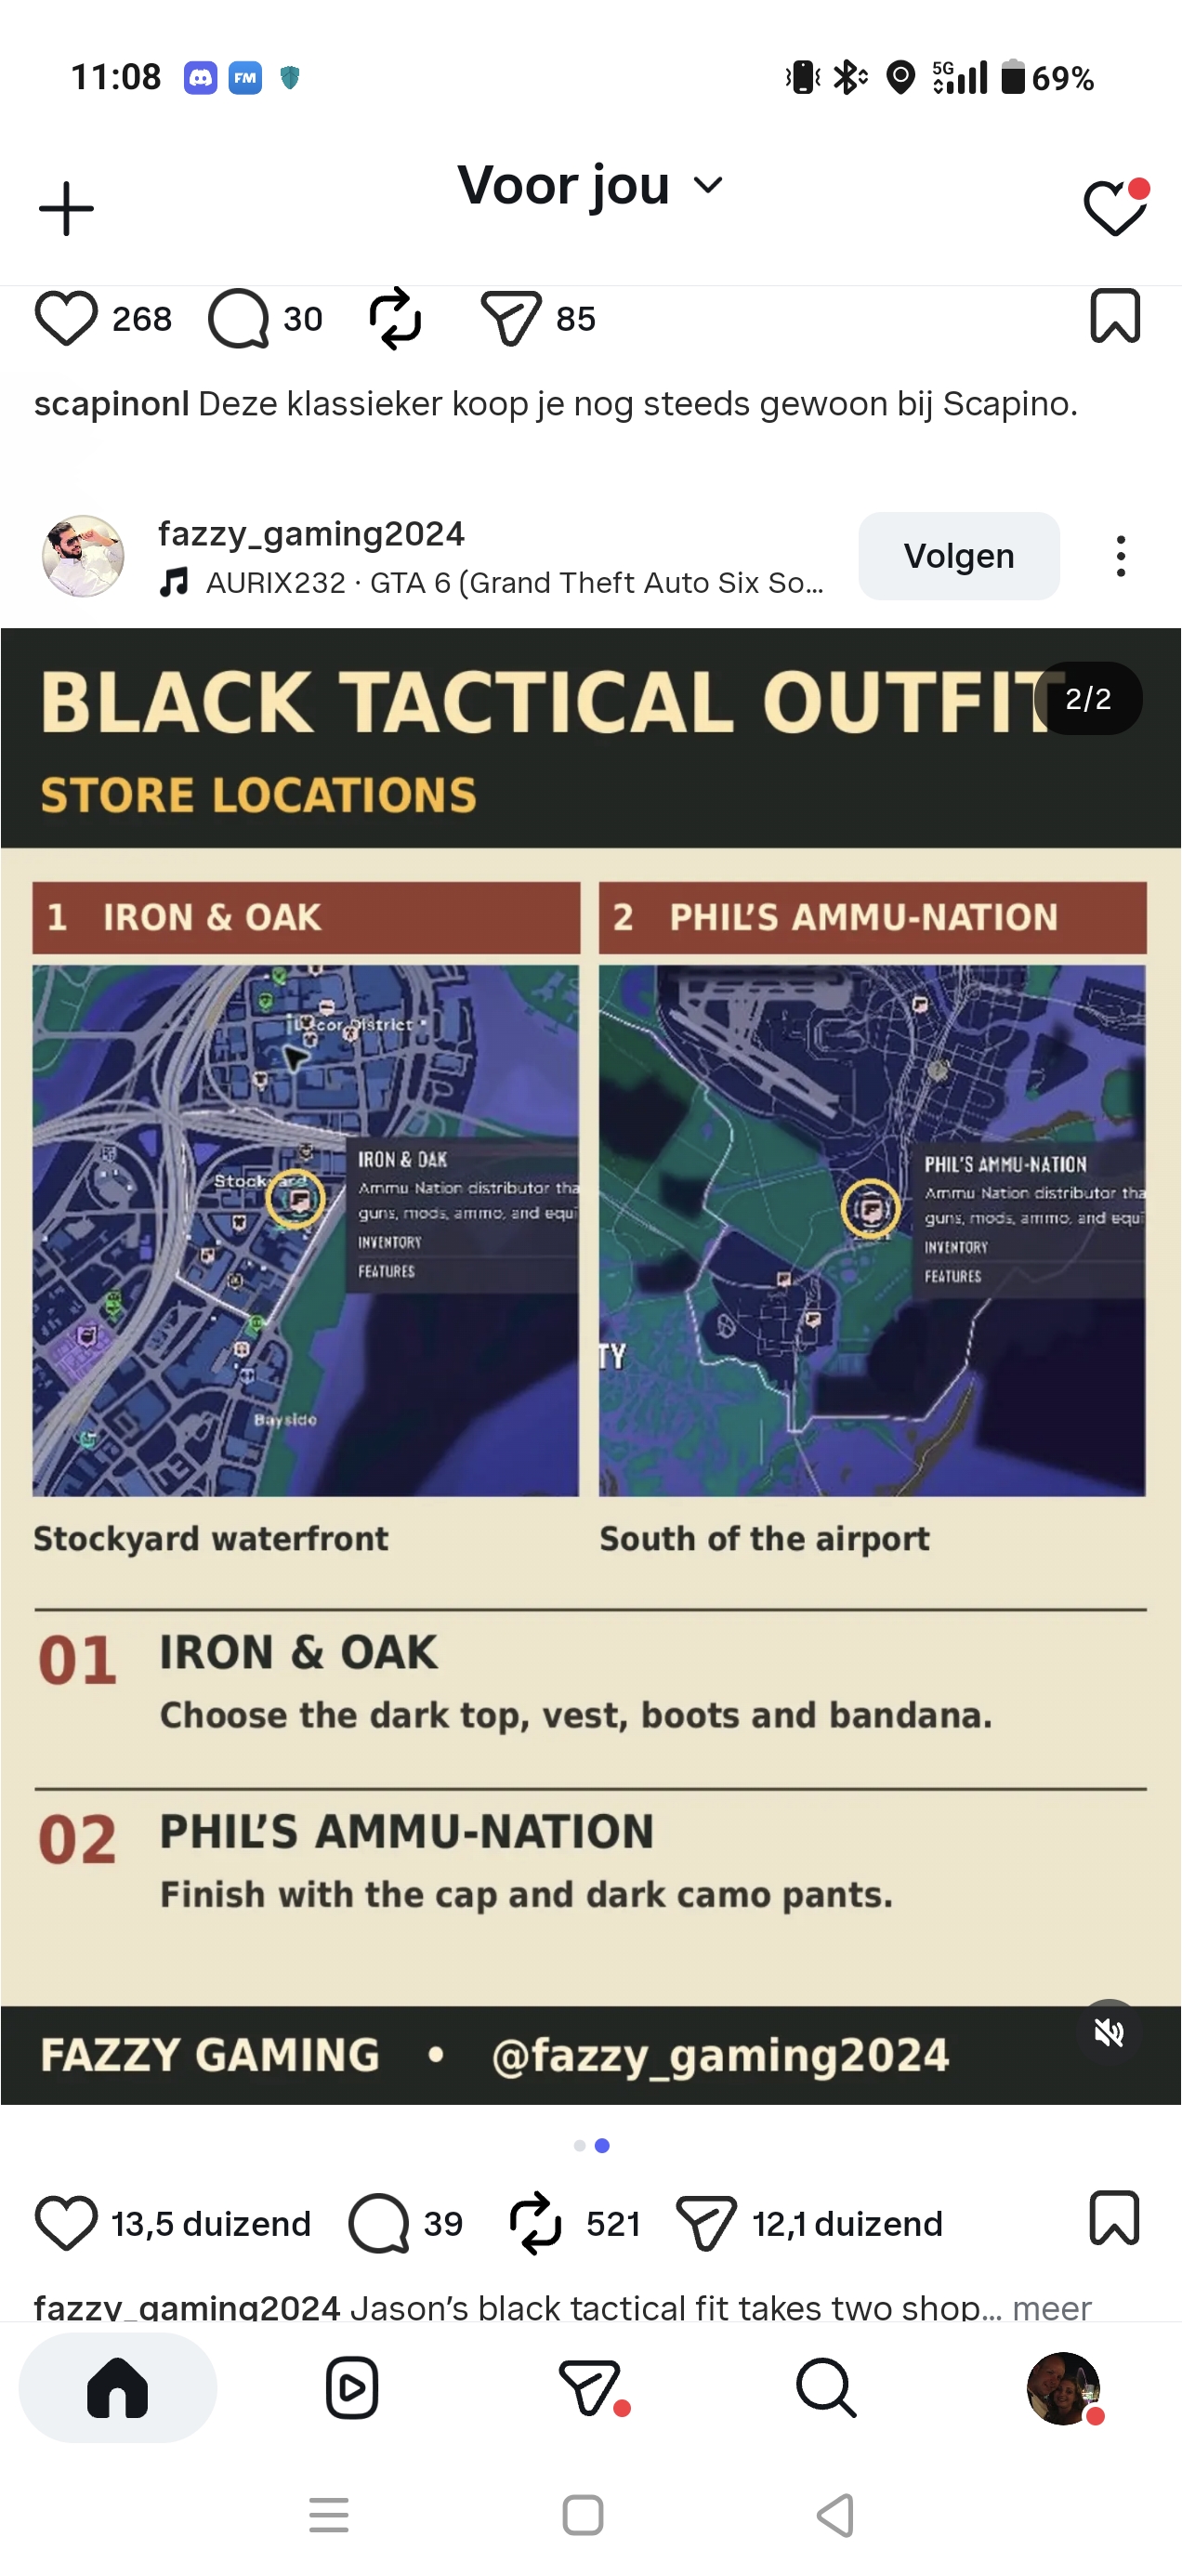 11:08
FM
5G
69%
Voor jou
268
30
85
scapinonl Deze klassieker koop je nog steeds gewoon bij Scapino.
fazzy_gaming2024
AURIX232 · GTA 6 (Grand Theft Auto Six So...
Volgen
BLACK TACTICAL OUTFIT
2/2
STORE LOCATIONS
1 IRON & OAK
2 PHIL'S AMMU-NATION
District
Stockyard
IRON & OAK
Ammu Nation distributor tha
guns, mods, ammo, and equi
INVENTORY
FEATURES
Bayside
PHIL'S AMMU-NATION
Ammu Nation distributor tha
guns, mods, ammo, and equi
INVENTORY
FEATURES
TY
Stockyard waterfront
South of the airport
01 IRON & OAK
Choose the dark top, vest, boots and bandana.
02 PHIL'S AMMU-NATION
Finish with the cap and dark camo pants.
FAZZY GAMING • @fazzy_gaming2024
13,5 duizend
39
521
12,1 duizend
fazzy_gaming2024 Jason's black tactical fit takes two shop... meer